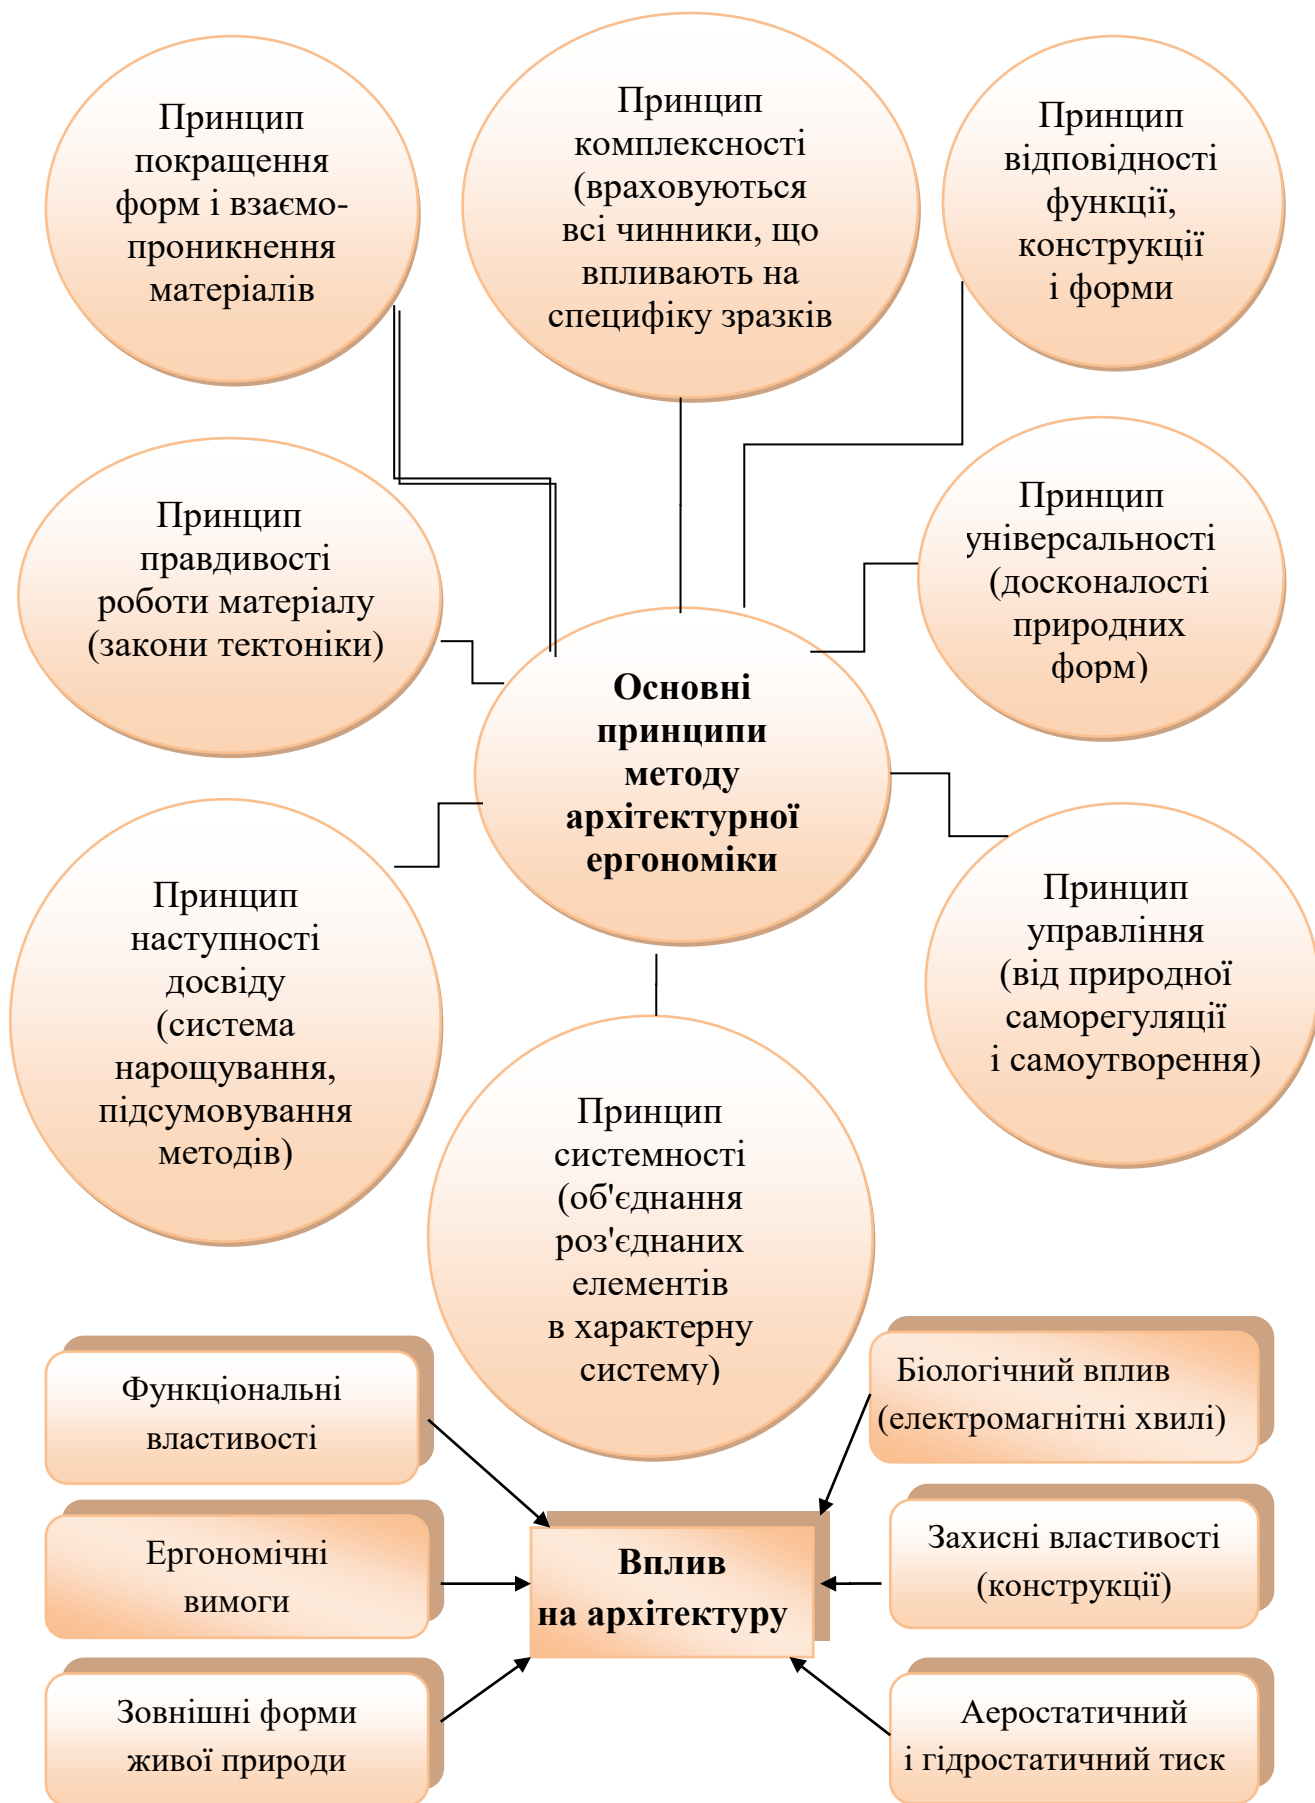 Принцип
покращення
форм і взаємо-
проникнення
матеріалів
Принцип
комплексності
(враховуються
всі чинники, що
впливають на
специфіку зразків
Принцип
відповідності
функції,
конструкції
і форми
Принцип
правдивості
роботи матеріалу
(закони тектоніки)
Принцип
універсальності
(досконалості
природних
форм)
Основні
принципи
методу
архітектурної
ергономіки
Принцип
наступності
досвіду
(система
нарощування,
підсумовування
методів)
Принцип
управління
(від природної
саморегуляції
і самоутворення)
Принцип
системності
(об'єднання
роз'єднаних
елементів
в характерну
систему)
Функціональні
властивості
Біологічний вплив
(електромагнітні хвилі)
Ергономічні
вимоги
Вплив
на архітектуру
Захисні властивості
(конструкції)
Зовнішні форми
живої природи
Аеростатичний
і гідростатичний тиск